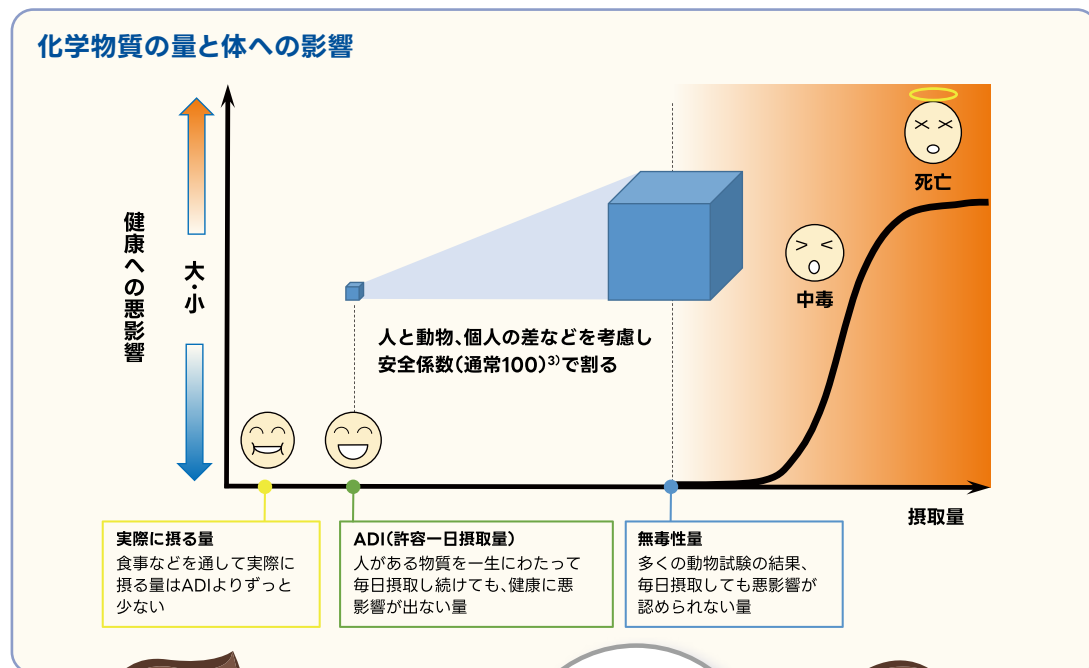 化学物質の量と体への影響
健康への悪影響
大・小
死亡
中毒
人と動物、個人の差などを考慮し
安全係数(通常100)3)で割る
摂取量
実際に摂る量
食事などを通して実際に
摂る量はADIよりずっと
少ない
ADI(許容一日摂取量)
人がある物質を一生にわたって
毎日摂取し続けても、健康に悪
影響が出ない量
無毒性量
多くの動物試験の結果、
毎日摂取しても悪影響が
認められない量